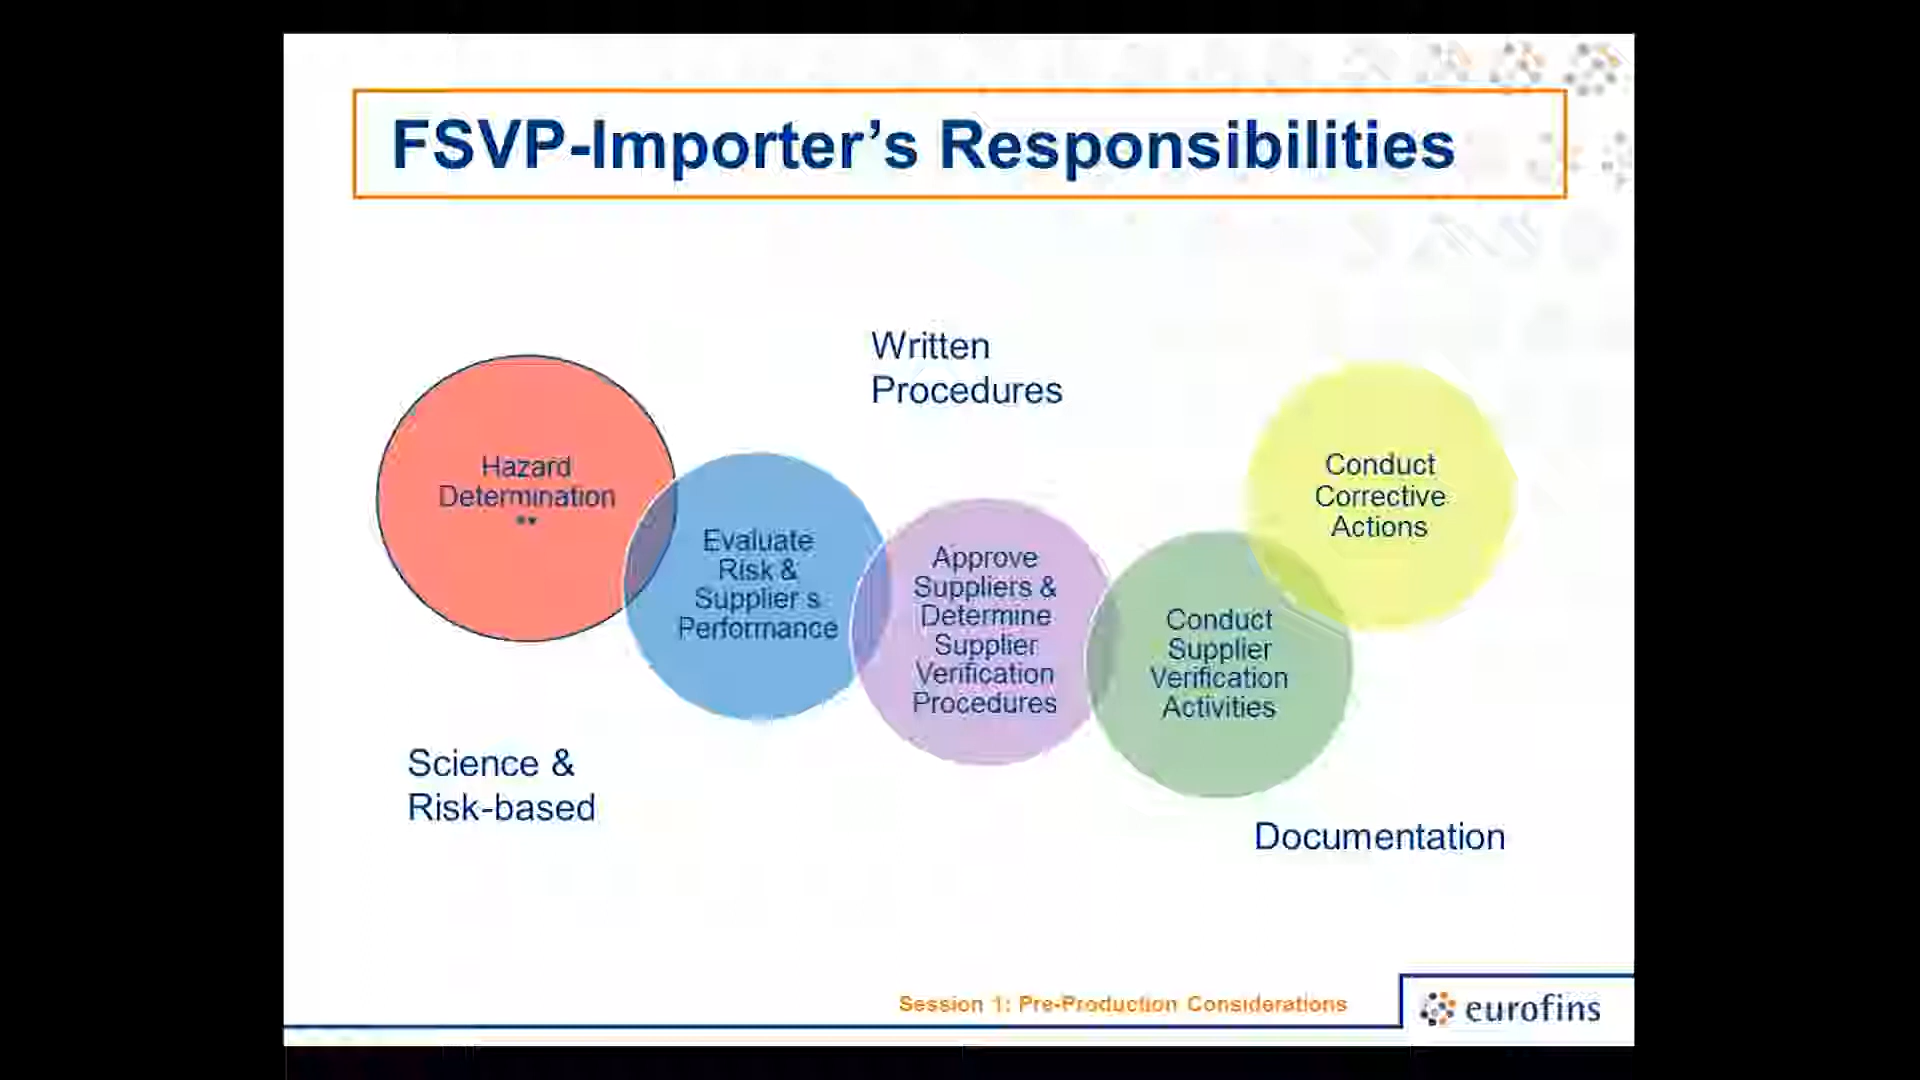 FSVP-Importer’s Responsibilities
Written
Procedures
Hazard
Determination
**
Evaluate
Risk &
Supplier s
Performance
Approve
Suppliers &
Determine
Supplier
Verification
Procedures
Conduct
Supplier
Verification
Activities
Conduct
Corrective
Actions
Science &
Risk-based
Documentation
Session 1: Pre-Production Considerations
eurofins